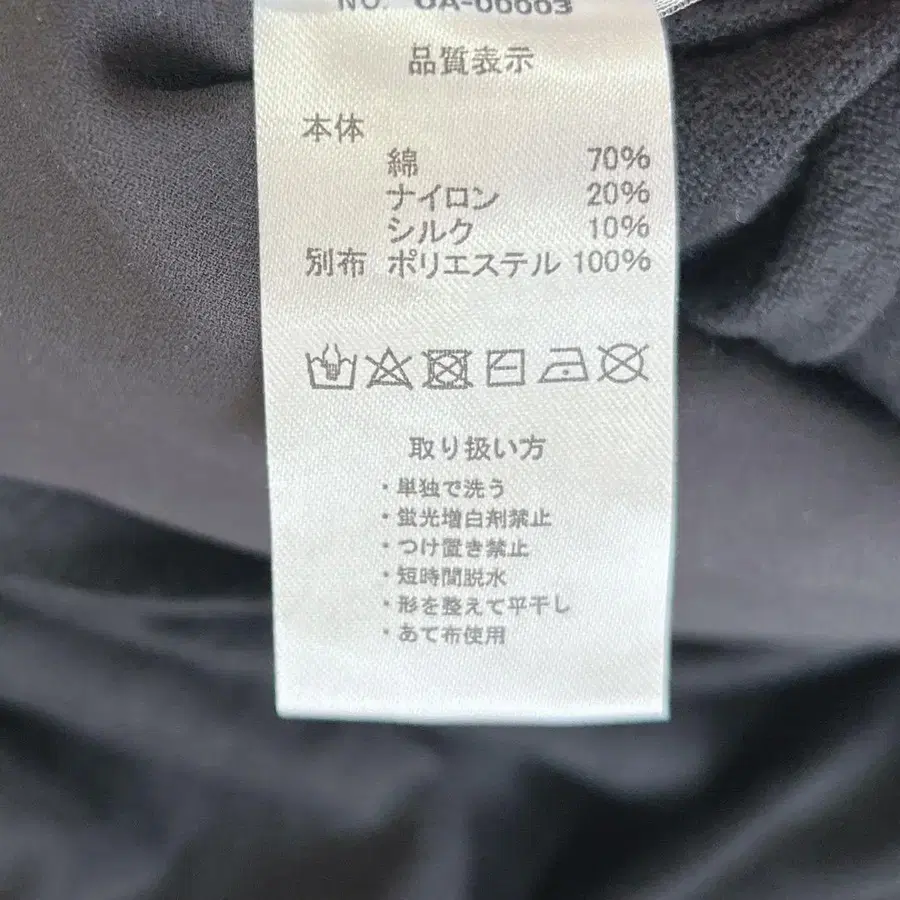 NO. UA-00003
品質表示
本体
綿 70%
ナイロン 20%
シルク 10%
別布 ポリエステル 100%
取り扱い方
・単独で洗う
・蛍光増白剤禁止
・つけ置き禁止
・短時間脱水
・形を整えて平干し
・あて布使用